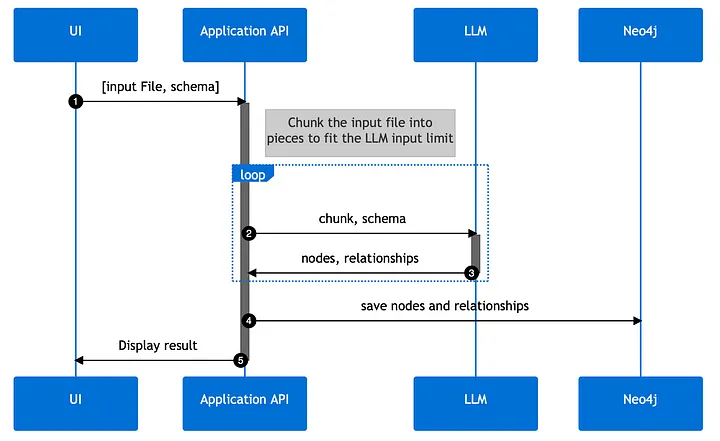 UI
Application API
LLM
Neo4j
1
[input File, schema]
Chunk the input file into
pieces to fit the LLM input limit
loop
2
chunk, schema
nodes, relationships
3
4
save nodes and relationships
Display result
5
UI
Application API
LLM
Neo4j